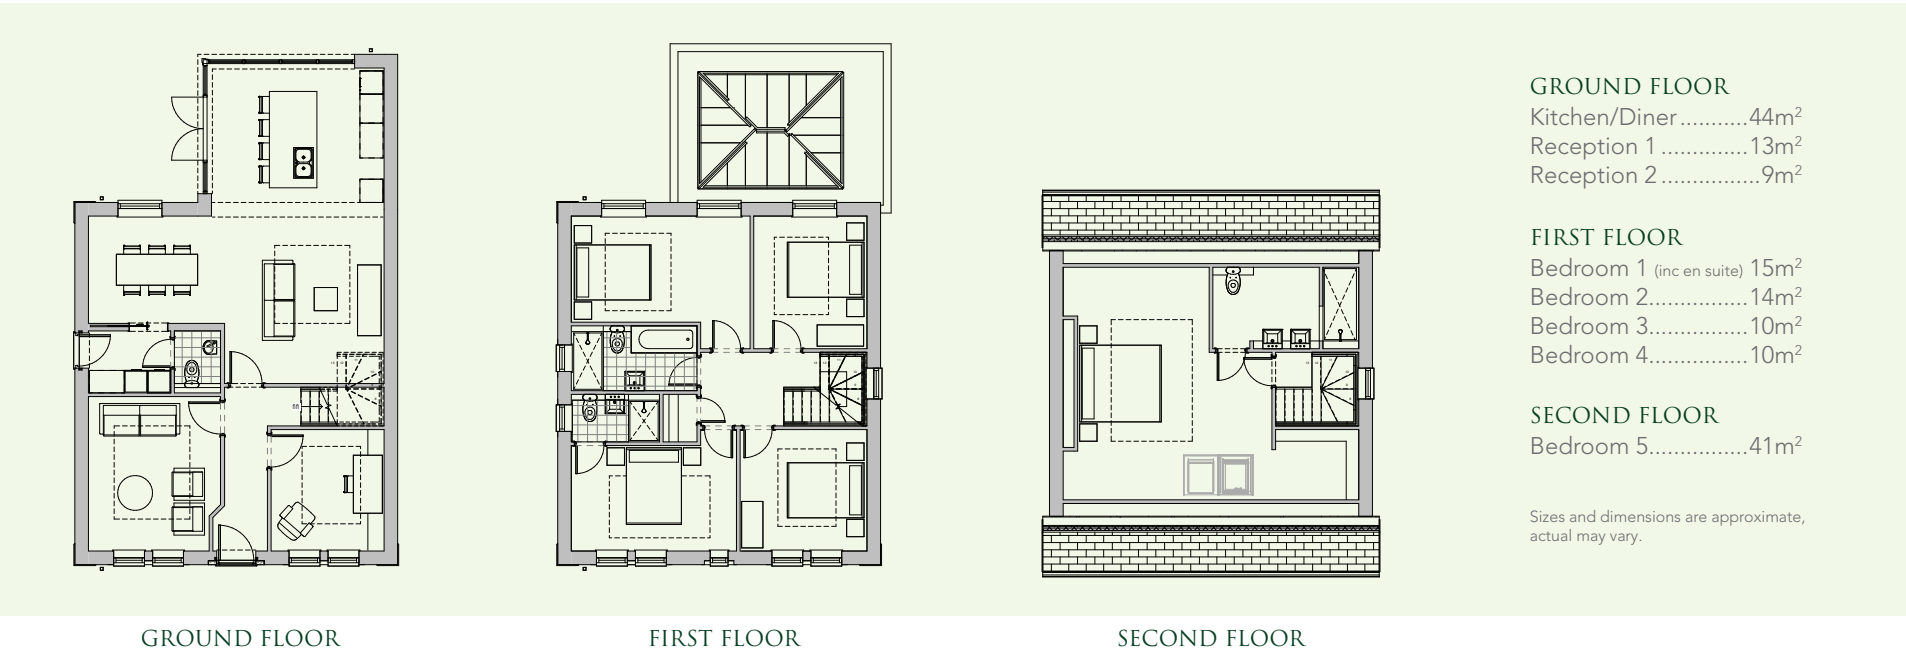 GROUND FLOOR
Kitchen/Diner...........44m²
Reception 1..............13m²
Reception 2................9m²
FIRST FLOOR
Bedroom 1 (inc en suite) 15m²
Bedroom 2................14m²
Bedroom 3................10m²
Bedroom 4................10m²
SECOND FLOOR
Bedroom 5................41m²
Sizes and dimensions are approximate,
actual may vary.
GROUND FLOOR
FIRST FLOOR
SECOND FLOOR